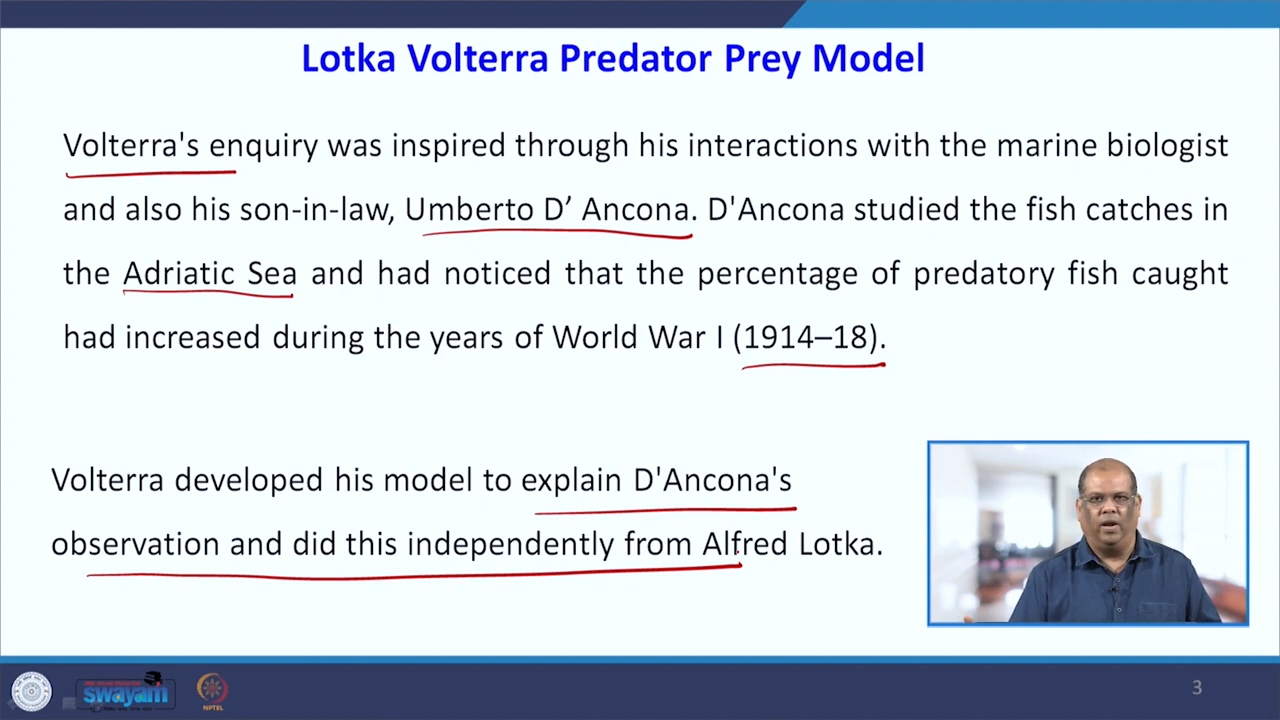 Lotka Volterra Predator Prey Model
Volterra's enquiry was inspired through his interactions with the marine biologist
and also his son-in-law, Umberto D’ Ancona. D'Ancona studied the fish catches in
the Adriatic Sea and had noticed that the percentage of predatory fish caught
had increased during the years of World War I (1914–18).
Volterra developed his model to explain D'Ancona's
observation and did this independently from Alfred Lotka.
swayam
NPTEL
3